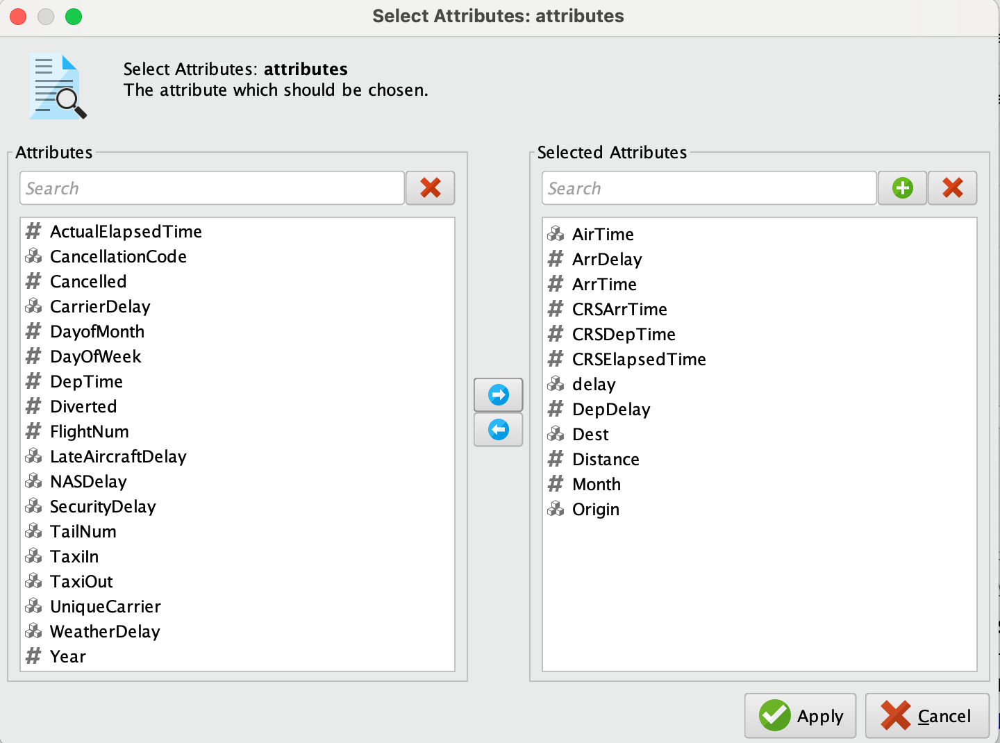 Select Attributes: attributes
Select Attributes: attributes
The attribute which should be chosen.
Attributes
Search
ActualElapsedTime
CancellationCode
Cancelled
CarrierDelay
DayofMonth
DayOfWeek
DepTime
Diverted
FlightNum
LateAircraftDelay
NASDelay
SecurityDelay
TailNum
TaxiIn
TaxiOut
UniqueCarrier
WeatherDelay
Year
Selected Attributes
Search
AirTime
ArrDelay
ArrTime
CRSArrTime
CRSDepTime
CRSElapsedTime
delay
DepDelay
Dest
Distance
Month
Origin
Apply
Cancel